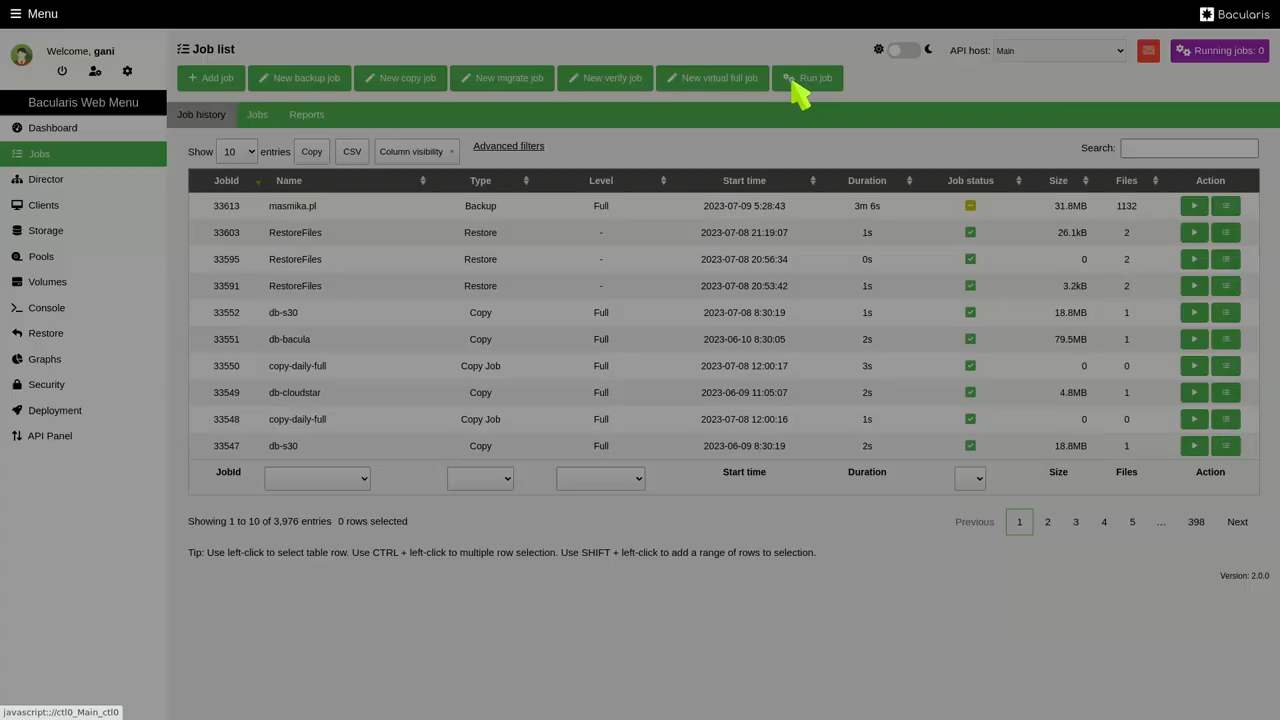 Menu
Bacularis
Welcome, gani
Bacularis Web Menu
Dashboard
Jobs
Director
Clients
Storage
Pools
Volumes
Console
Restore
Graphs
Security
Deployment
API Panel
Job list
API host: Main
Running jobs: 0
Add job New backup job New copy job New migrate job New verify job New virtual full job Run job
Job history Jobs Reports
Show 10 entries Copy CSV Column visibility Advanced filters Search:
JobId Name Type Level Start time Duration Job status Size Files Action
33613 masmika.pl Backup Full 2023-07-09 5:28:43 3m 6s 31.8MB 1132
33603 RestoreFiles Restore - 2023-07-08 21:19:07 1s 26.1kB 2
33595 RestoreFiles Restore - 2023-07-08 20:56:34 0s 0 2
33591 RestoreFiles Restore - 2023-07-08 20:53:42 1s 3.2kB 2
33552 db-s30 Copy Full 2023-07-08 8:30:19 1s 18.8MB 1
33551 db-bacula Copy Full 2023-06-10 8:30:05 2s 79.5MB 1
33550 copy-daily-full Copy Job Full 2023-07-08 12:00:17 3s 0 0
33549 db-cloudstar Copy Full 2023-06-09 11:05:07 2s 4.8MB 1
33548 copy-daily-full Copy Job Full 2023-07-08 12:00:16 1s 0 0
33547 db-s30 Copy Full 2023-06-09 8:30:19 2s 18.8MB 1
JobId Start time Duration Size Files Action
Showing 1 to 10 of 3,976 entries 0 rows selected
Previous 1 2 3 4 5 … 398 Next
Tip: Use left-click to select table row. Use CTRL + left-click to multiple row selection. Use SHIFT + left-click to add a range of rows to selection.
Version: 2.0.0
javascript:;//ctl0_Main_ctl0